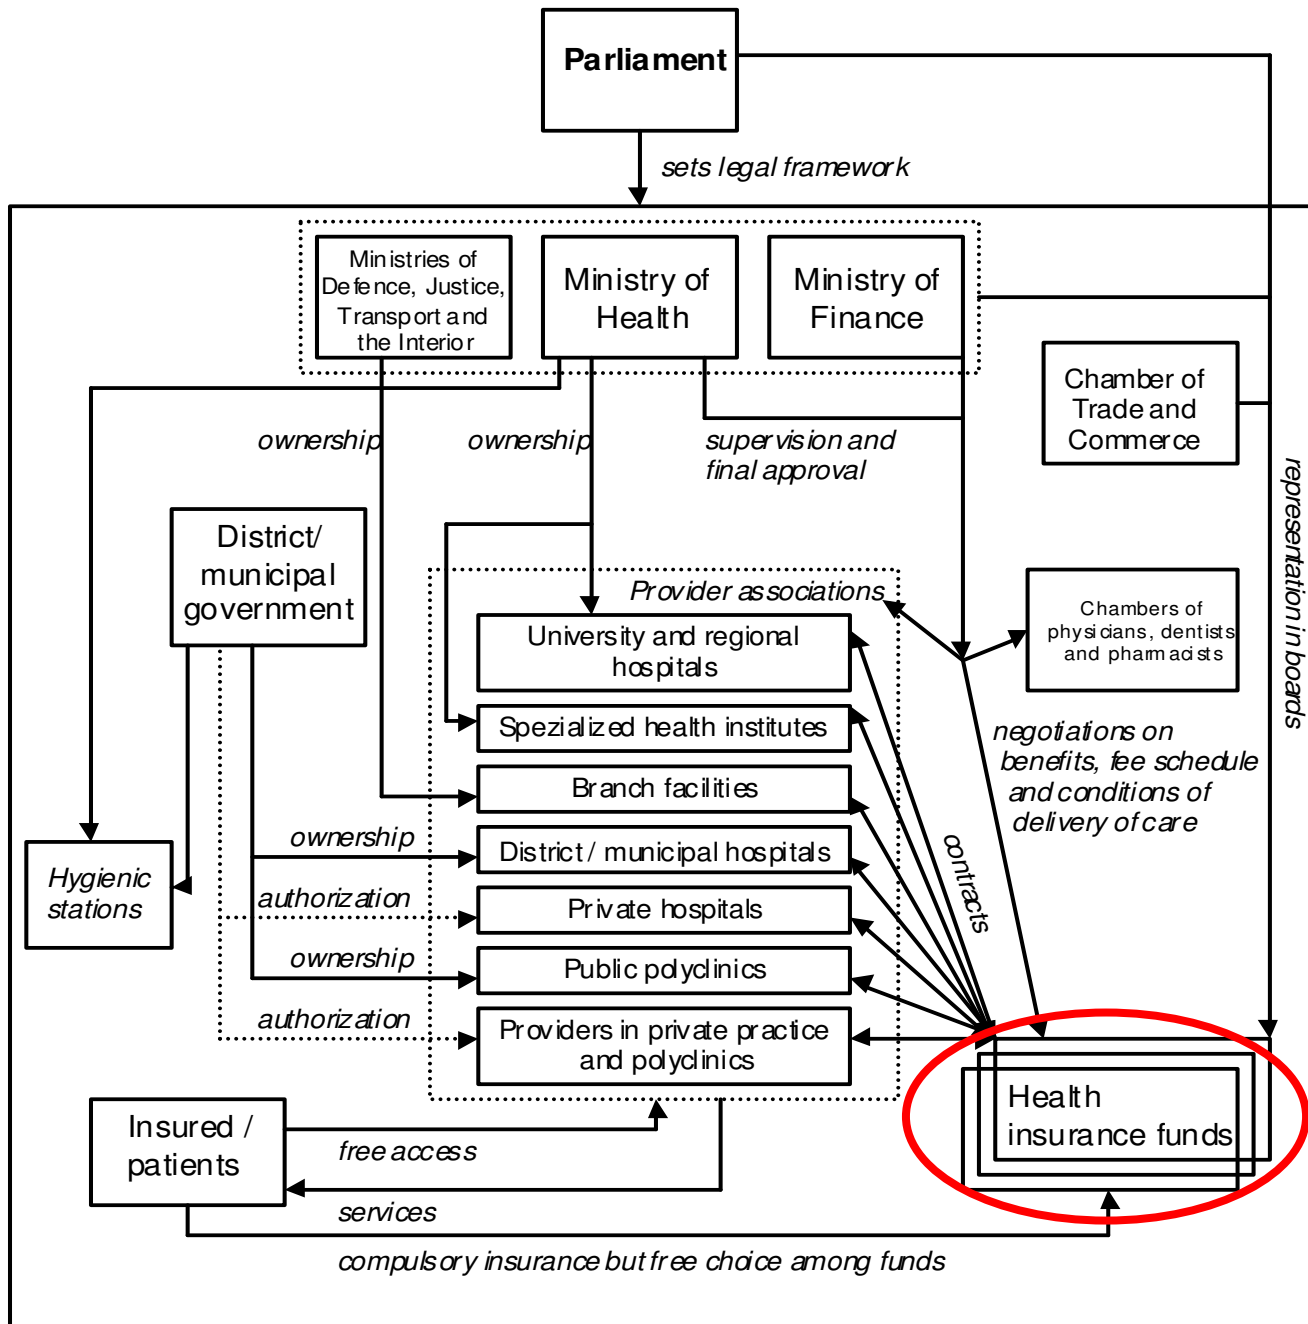 Parliament
sets legal framework
Ministries of
Defence, Justice,
Transport and
the Interior
Ministry of
Health
Ministry of
Finance
Chamber of
Trade and
Commerce
ownership
ownership
supervision and
final approval
representation in boards
District/
municipal
government
Provider associations
University and regional
hospitals
Chambers of
physicians, dentists
and pharmacists
Spezialized health institutes
negotiations on
benefits, fee schedule
and conditions of
delivery of care
Branch facilities
ownership
District / municipal hospitals
contracts
Hygienic
stations
authorization
Private hospitals
ownership
Public polyclinics
authorization
Providers in private practice
and polyclinics
Health
insurance funds
Insured /
patients
free access
services
compulsory insurance but free choice among funds